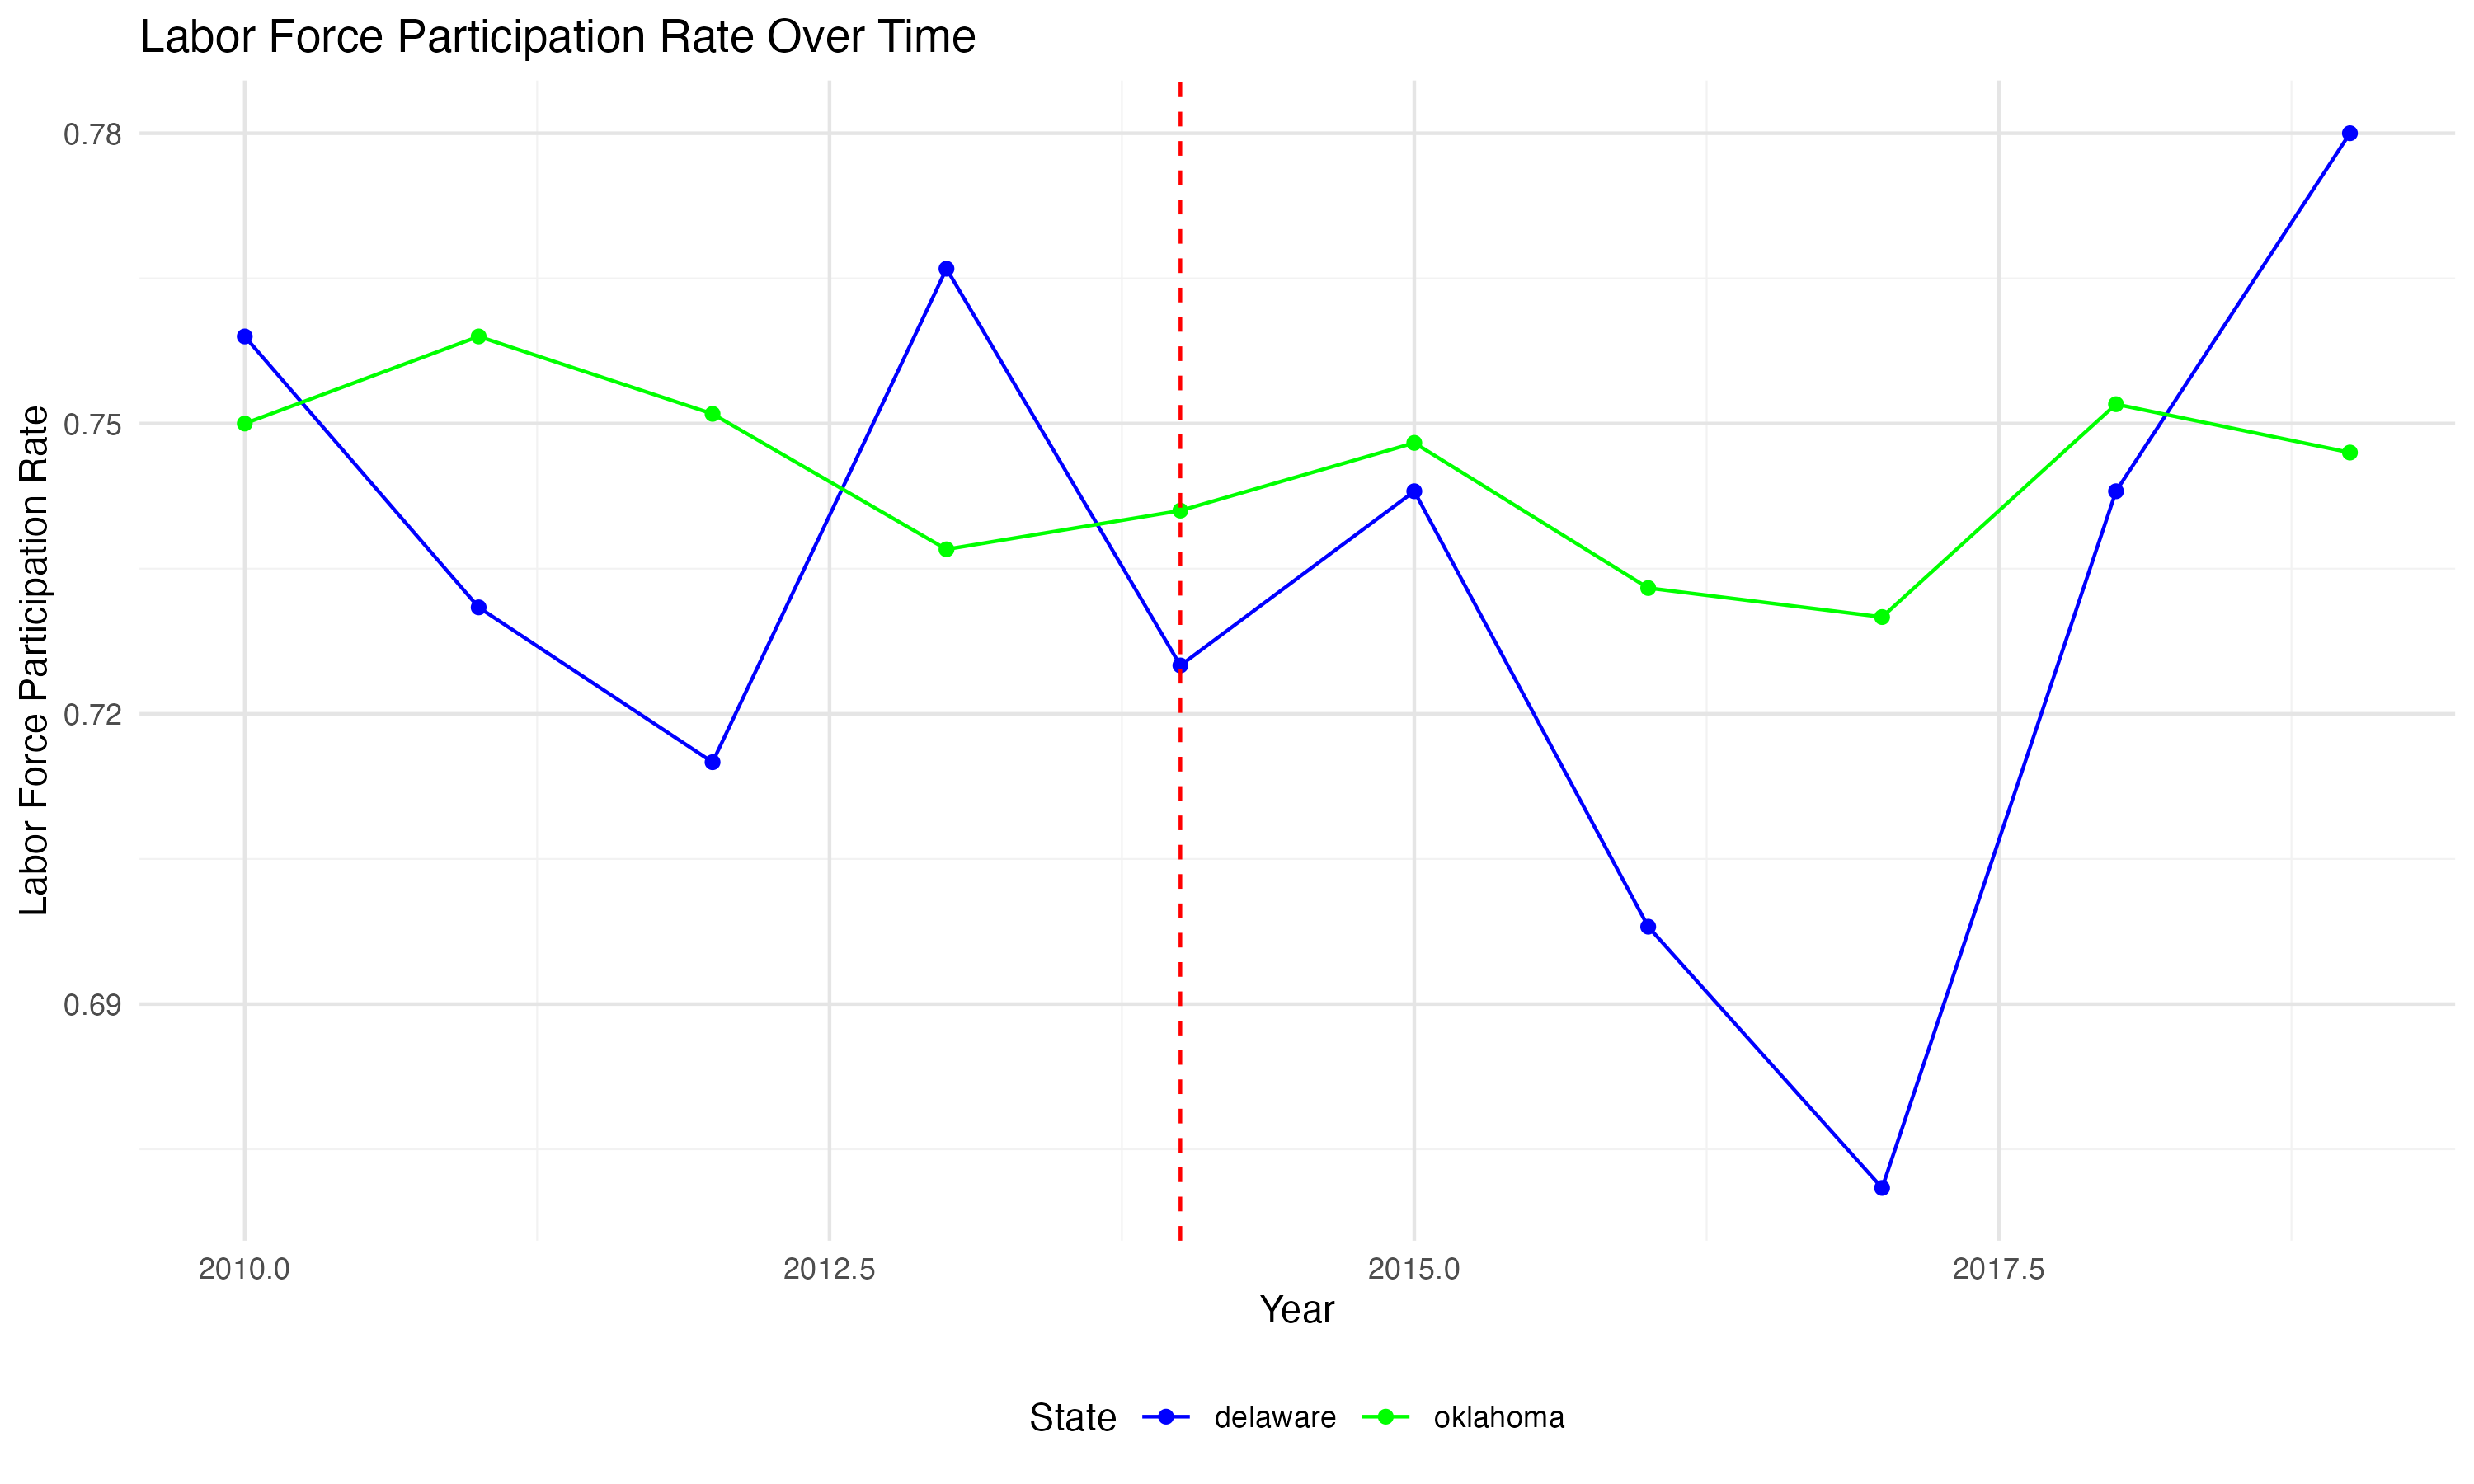 Labor Force Participation Rate Over Time
Labor Force Participation Rate
0.78
0.75
0.72
0.69
2010.0 2012.5 2015.0 2017.5
Year
State delaware oklahoma